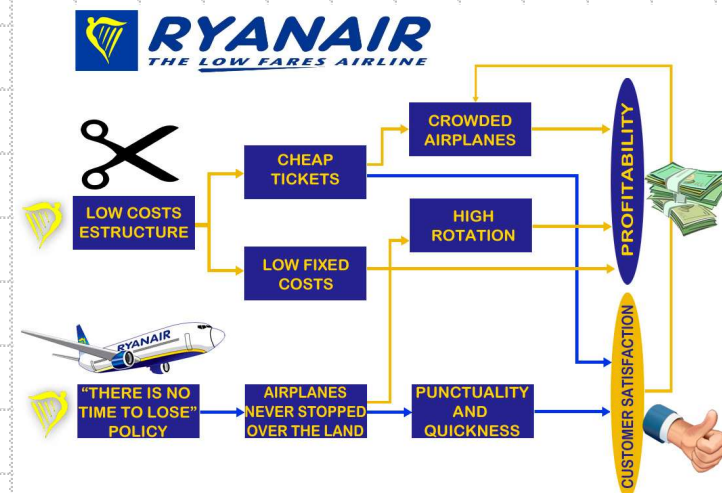 RYANAIR
THE LOW FARES AIRLINE
CROWDED
AIRPLANES
CHEAP
TICKETS
PROFITABILITY
LOW COSTS
ESTRUCTURE
HIGH
ROTATION
LOW FIXED
COSTS
RYANAIR
"THERE IS NO
TIME TO LOSE"
POLICY
AIRPLANES
NEVER STOPPED
OVER THE LAND
PUNCTUALITY
AND
QUICKNESS
CUSTOMER SATISFACTION